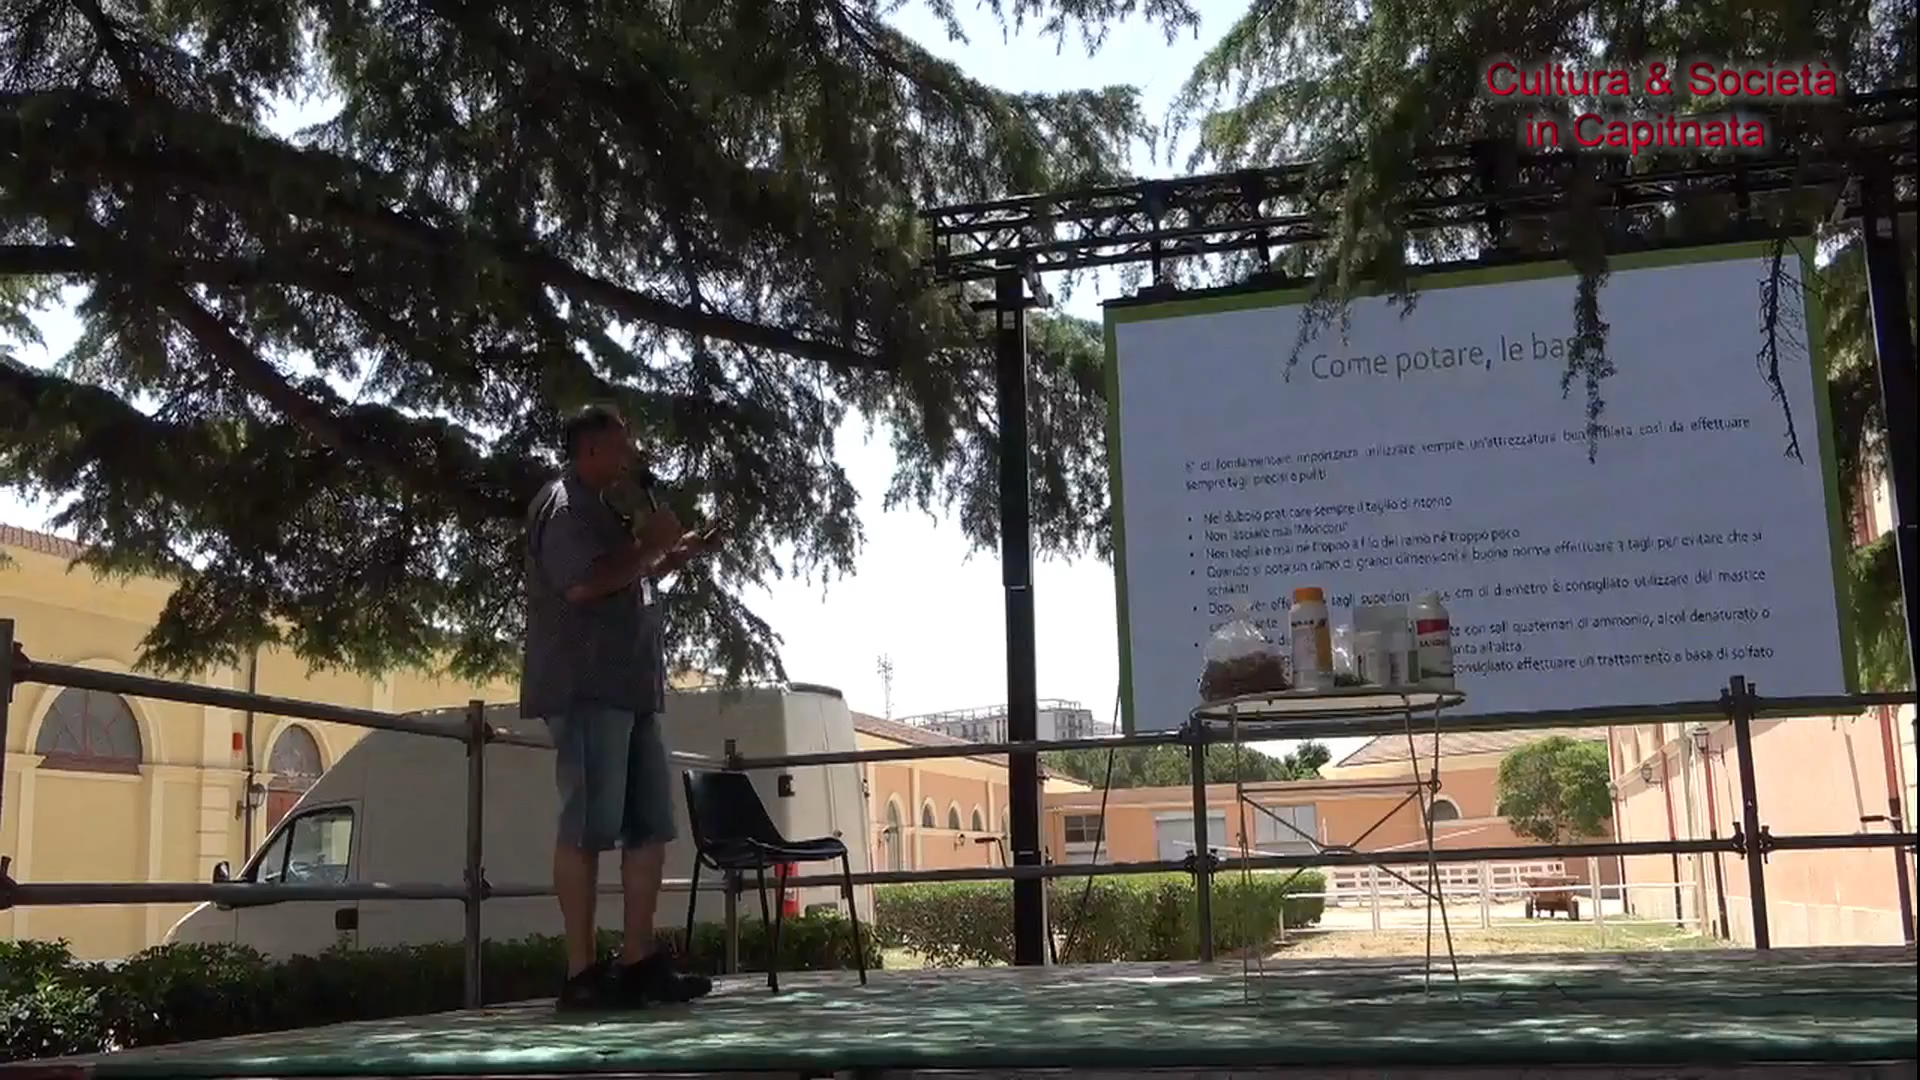 Cultura & Società
in Capitnata
Come potare, le bas
E' di fondamentale importanza utilizzare sempre un'attrezzatura ben affilata così da effettuare
sempre tagli precisi e puliti
Nel dubbio praticare sempre il taglio di ritorno
Non lasciare mai "Monconi"
Non tagliare mai né troppo a filo del ramo né troppo poco
Quando si pota un ramo di grandi dimensioni è buona norma effettuare 3 tagli per evitare che si
schianti
Dopo aver tagli superiori cm di diametro è consigliato utilizzare del mastice
con sali quaternari di ammonio, alcol denaturato o
all'altra
consigliato effettuare un trattamento a base di solfato